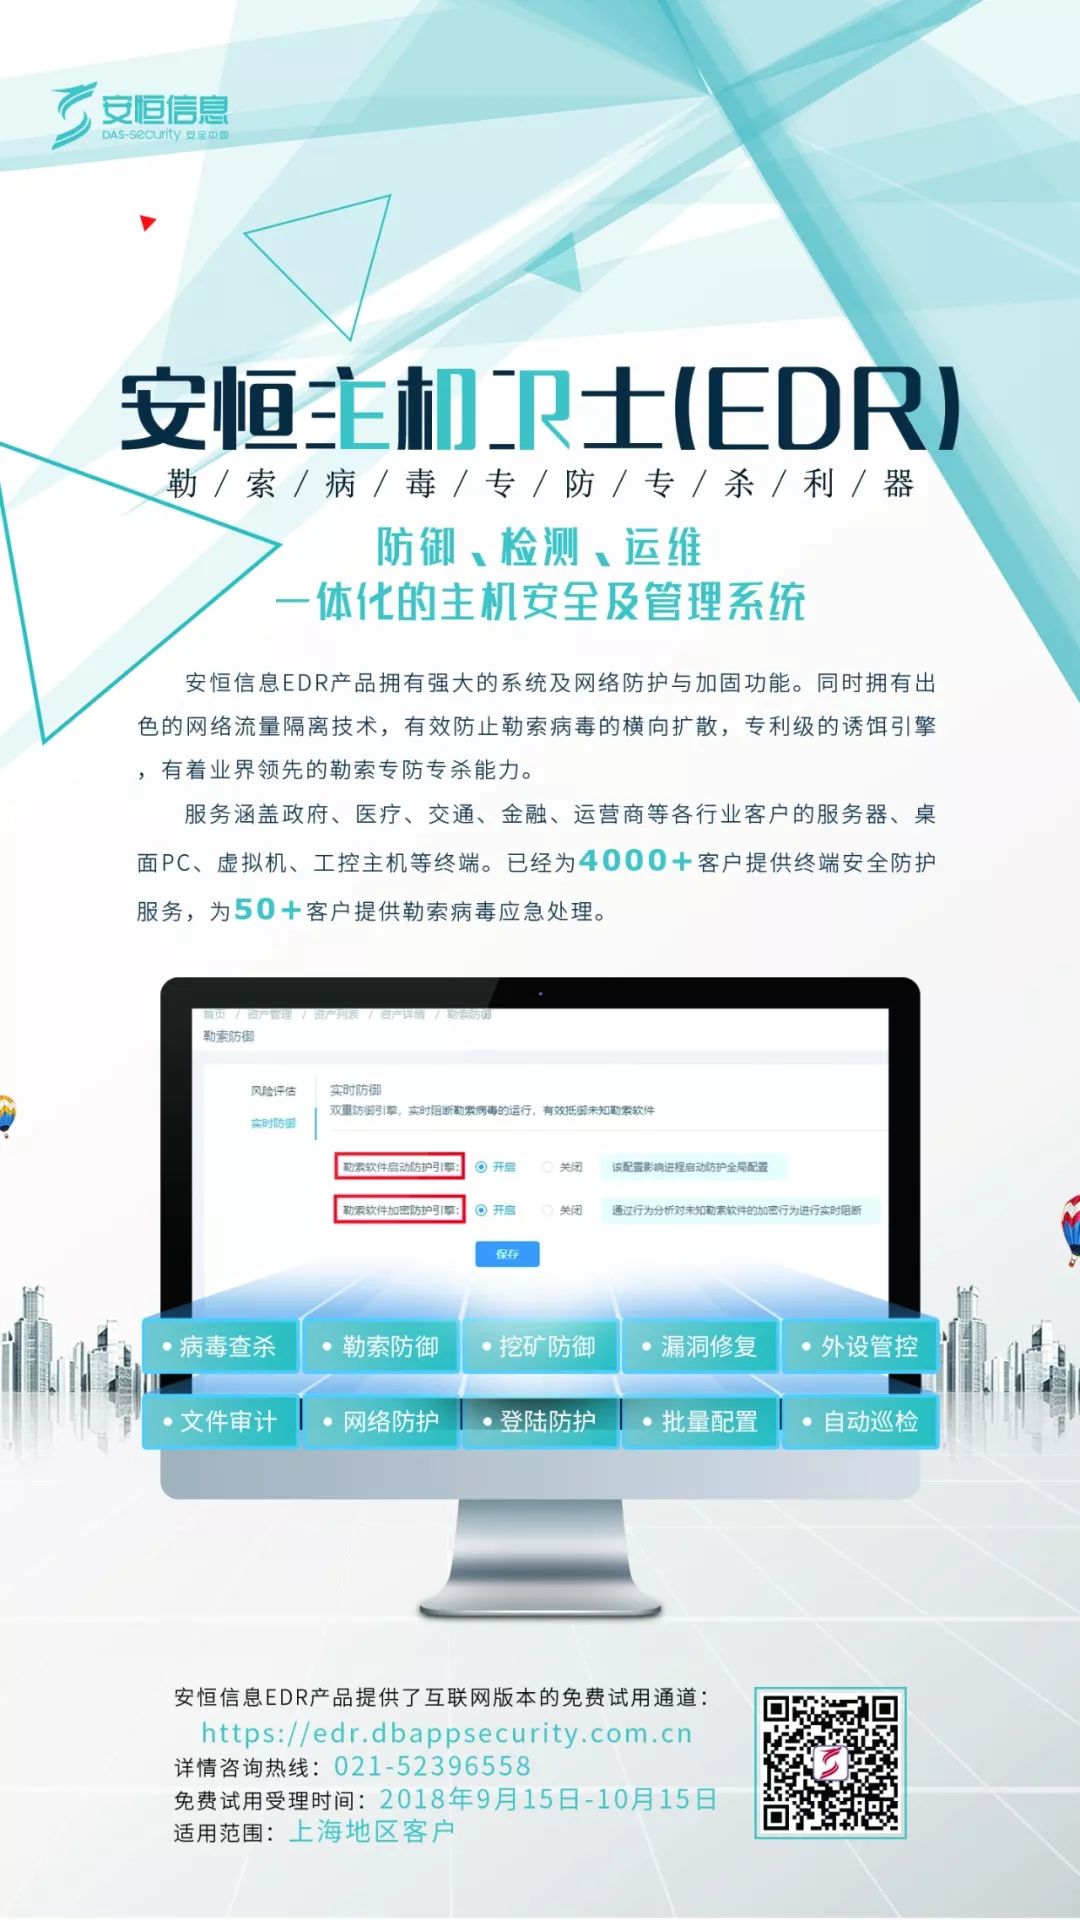 安恒信息
DAS-security 安全中国
安恒主机卫士(EDR)
勒/索/病/毒/专/防/专/杀/利/器
防御、检测、运维
一体化的主机安全及管理系统
安恒信息EDR产品拥有强大的系统及网络防护与加固功能。同时拥有出
色的网络流量隔离技术，有效防止勒索病毒的横向扩散，专利级的诱饵引擎
，有着业界领先的勒索专防专杀能力。
服务涵盖政府、医疗、交通、金融、运营商等各行业客户的服务器、桌
面PC、虚拟机、工控主机等终端。已经为4000+客户提供终端安全防护
服务，为50+客户提供勒索病毒应急处理。
首页 / 资产管理 / 资产列表 / 资产详情 / 勒索防御
勒索防御
风险评估
实时防御
实时防御
双重防御引擎，实时阻断勒索病毒的运行，有效抵御未知勒索软件
勒索软件启动防护引擎： 开启 关闭 该配置影响进程启动防护全局配置
勒索软件加密防护引擎： 开启 关闭 通过行为分析对未知勒索软件的加密行为进行实时阻断
保存
• 病毒查杀 • 勒索防御 • 挖矿防御 • 漏洞修复 • 外设管控
• 文件审计 • 网络防护 • 登陆防护 • 批量配置 • 自动巡检
安恒信息EDR产品提供了互联网版本的免费试用通道：
https://edr.dbappsecurity.com.cn
详情咨询热线：021-52396558
免费试用受理时间：2018年9月15日-10月15日
适用范围：上海地区客户